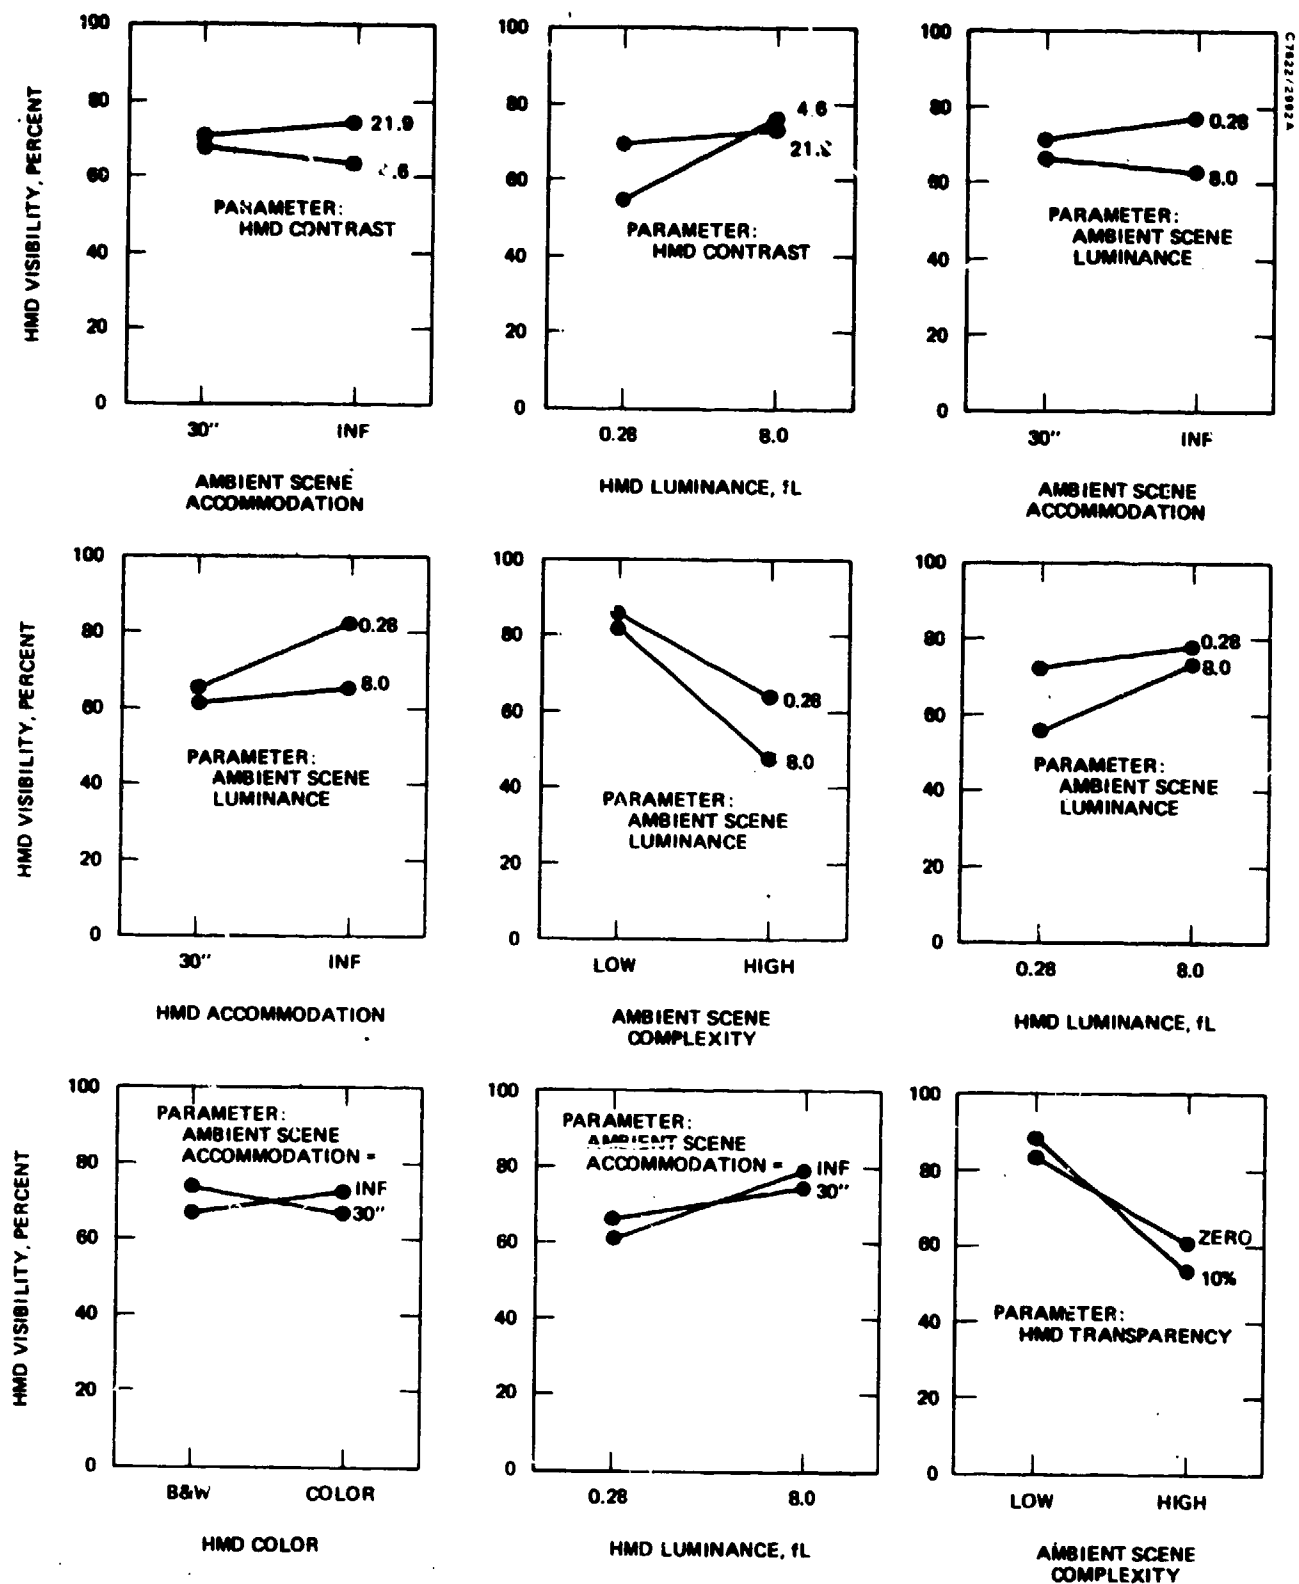 C7622/2982A
HMD VISIBILITY, PERCENT
100
80
60
40
20
0
21.9
PARAMETER:
HMD CONTRAST
30" INF
AMBIENT SCENE
ACCOMMODATION
100
80
60
40
20
0
4.6
PARAMETER:
HMD CONTRAST
0.28 8.0
HMD LUMINANCE, fL
100
80
60
40
20
0
0.28
8.0
PARAMETER:
AMBIENT SCENE
LUMINANCE
30" INF
AMBIENT SCENE
ACCOMMODATION
HMD VISIBILITY, PERCENT
100
80
60
40
20
0
0.28
8.0
PARAMETER:
AMBIENT SCENE
LUMINANCE
30" INF
HMD ACCOMMODATION
100
80
60
40
20
0
0.28
8.0
PARAMETER:
AMBIENT SCENE
LUMINANCE
LOW HIGH
AMBIENT SCENE
COMPLEXITY
100
80
60
40
20
0
0.28
8.0
PARAMETER:
AMBIENT SCENE
LUMINANCE
0.28 8.0
HMD LUMINANCE, fL
HMD VISIBILITY, PERCENT
100
80
60
40
20
0
PARAMETER:
AMBIENT SCENE
ACCOMMODATION =
INF
30"
B&W COLOR
HMD COLOR
100
80
60
40
20
0
PARAMETER:
AMBIENT SCENE
ACCOMMODATION =
INF
30"
0.28 8.0
HMD LUMINANCE, fL
100
80
60
40
20
0
ZERO
10%
PARAMETER:
HMD TRANSPARENCY
LOW HIGH
AMBIENT SCENE
COMPLEXITY